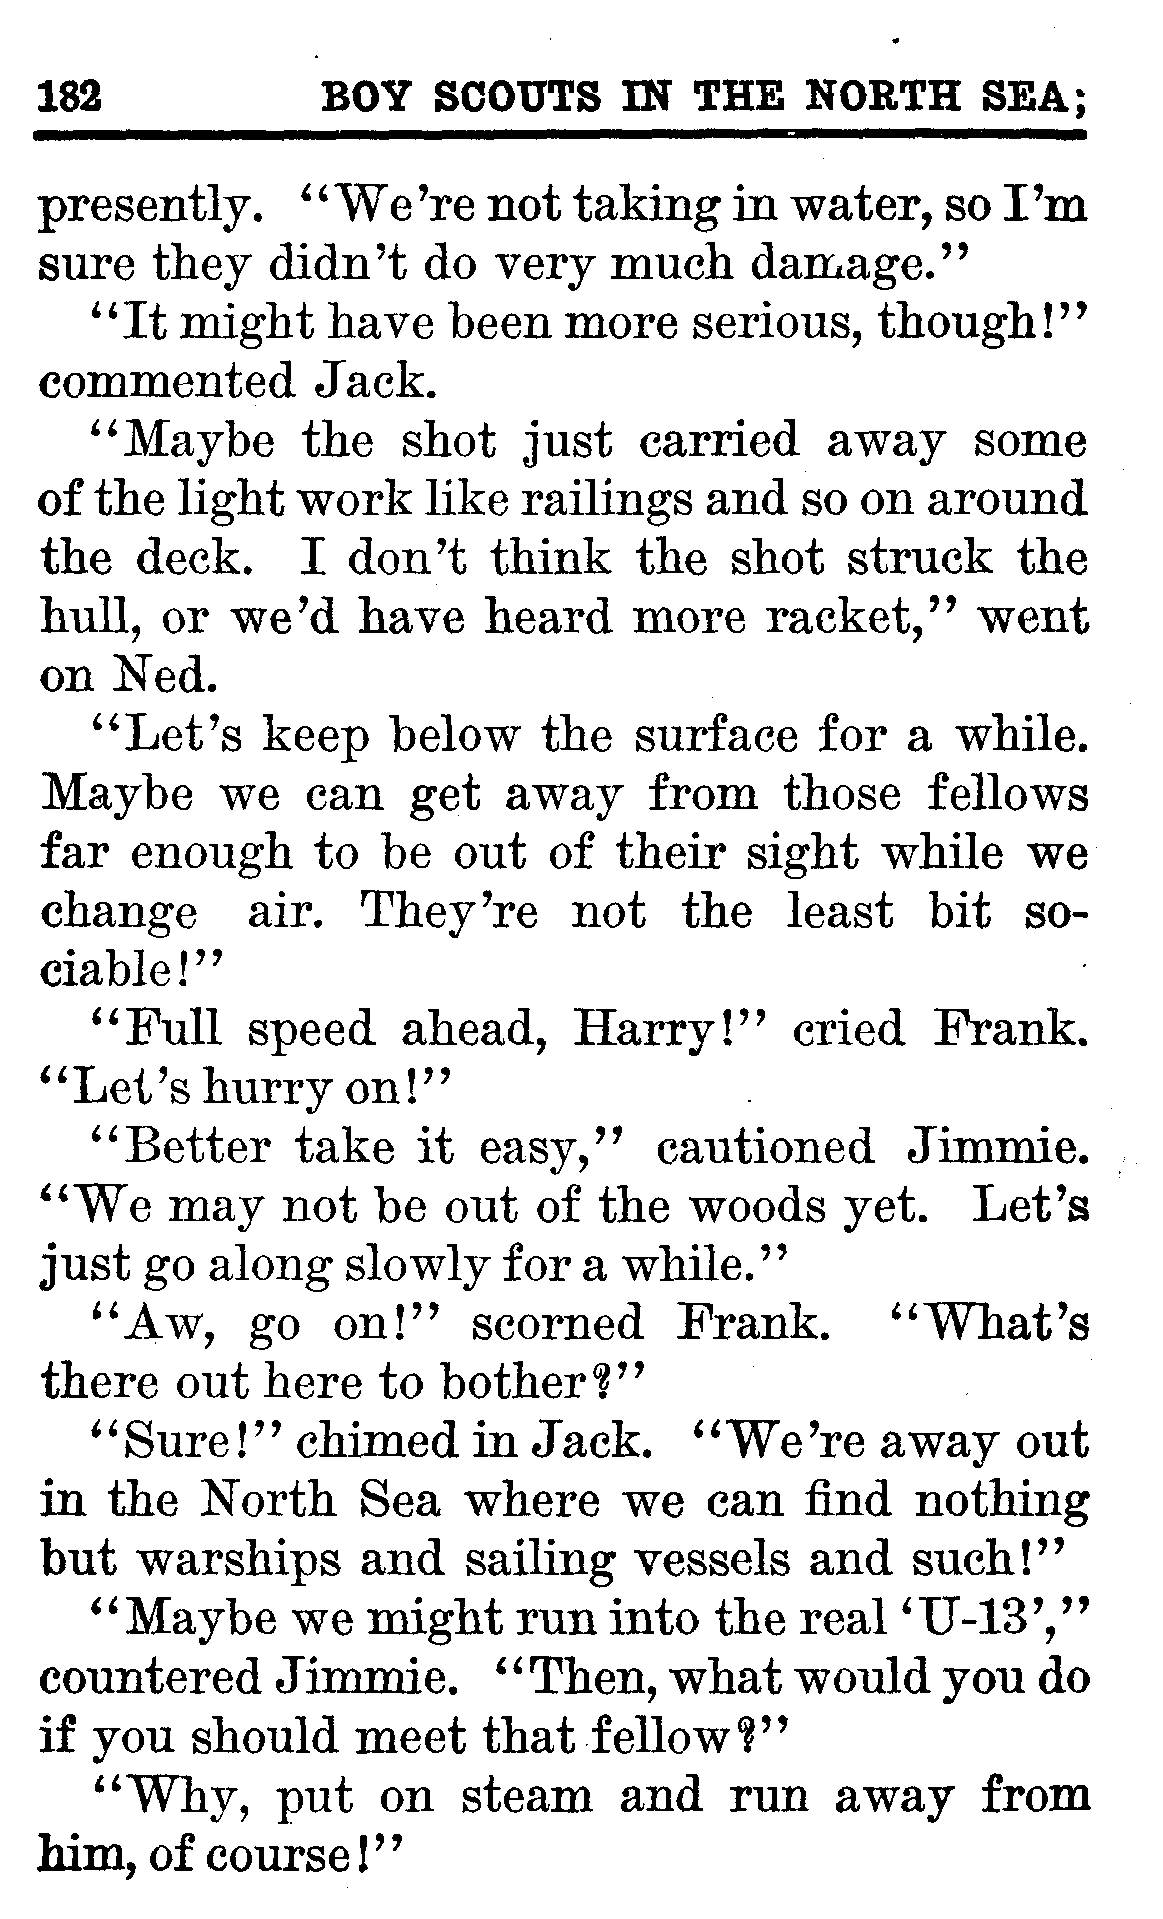 182 BOY SCOUTS IN THE NORTH SEA;
presently. "We're not taking in water, so I'm
sure they didn't do very much damage."
"It might have been more serious, though!"
commented Jack.
"Maybe the shot just carried away some
of the light work like railings and so on around
the deck. I don't think the shot struck the
hull, or we'd have heard more racket," went
on Ned.
"Let's keep below the surface for a while.
Maybe we can get away from those fellows
far enough to be out of their sight while we
change air. They're not the least bit so-
ciable!"
"Full speed ahead, Harry!" cried Frank.
"Let's hurry on!"
"Better take it easy," cautioned Jimmie.
"We may not be out of the woods yet. Let's
just go along slowly for a while."
"Aw, go on!" scorned Frank. "What's
there out here to bother?"
"Sure!" chimed in Jack. "We're away out
in the North Sea where we can find nothing
but warships and sailing vessels and such!"
"Maybe we might run into the real 'U-13',"
countered Jimmie. "Then, what would you do
if you should meet that fellow?"
"Why, put on steam and run away from
him, of course!"